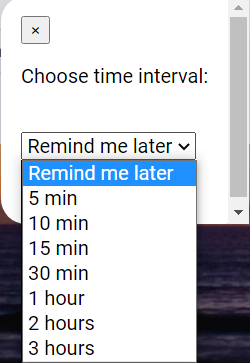 ×
Choose time interval:
Remind me later
Remind me later
5 min
10 min
15 min
30 min
1 hour
2 hours
3 hours